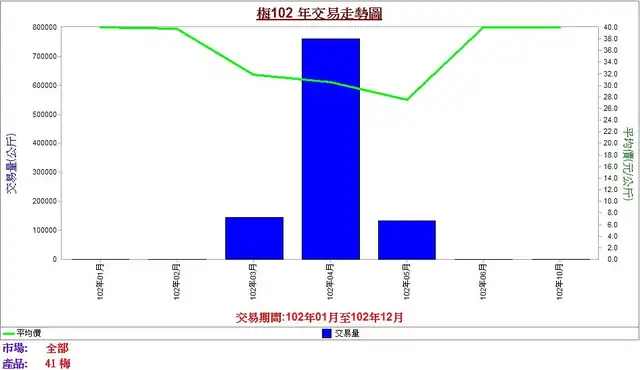 梅102 年交易走勢圖
800000
700000
600000
500000
400000
300000
200000
100000
0
交易量(公斤)
40.0
38.0
36.0
34.0
32.0
30.0
28.0
26.0
24.0
22.0
20.0
18.0
16.0
14.0
12.0
10.0
8.0
6.0
4.0
2.0
0.0
平均價(元/公斤)
102年01月
102年02月
102年03月
102年04月
102年05月
102年06月
102年10月
交易期間:102年01月至102年12月
平均價
交易量
市場: 全部
產品: 41 梅